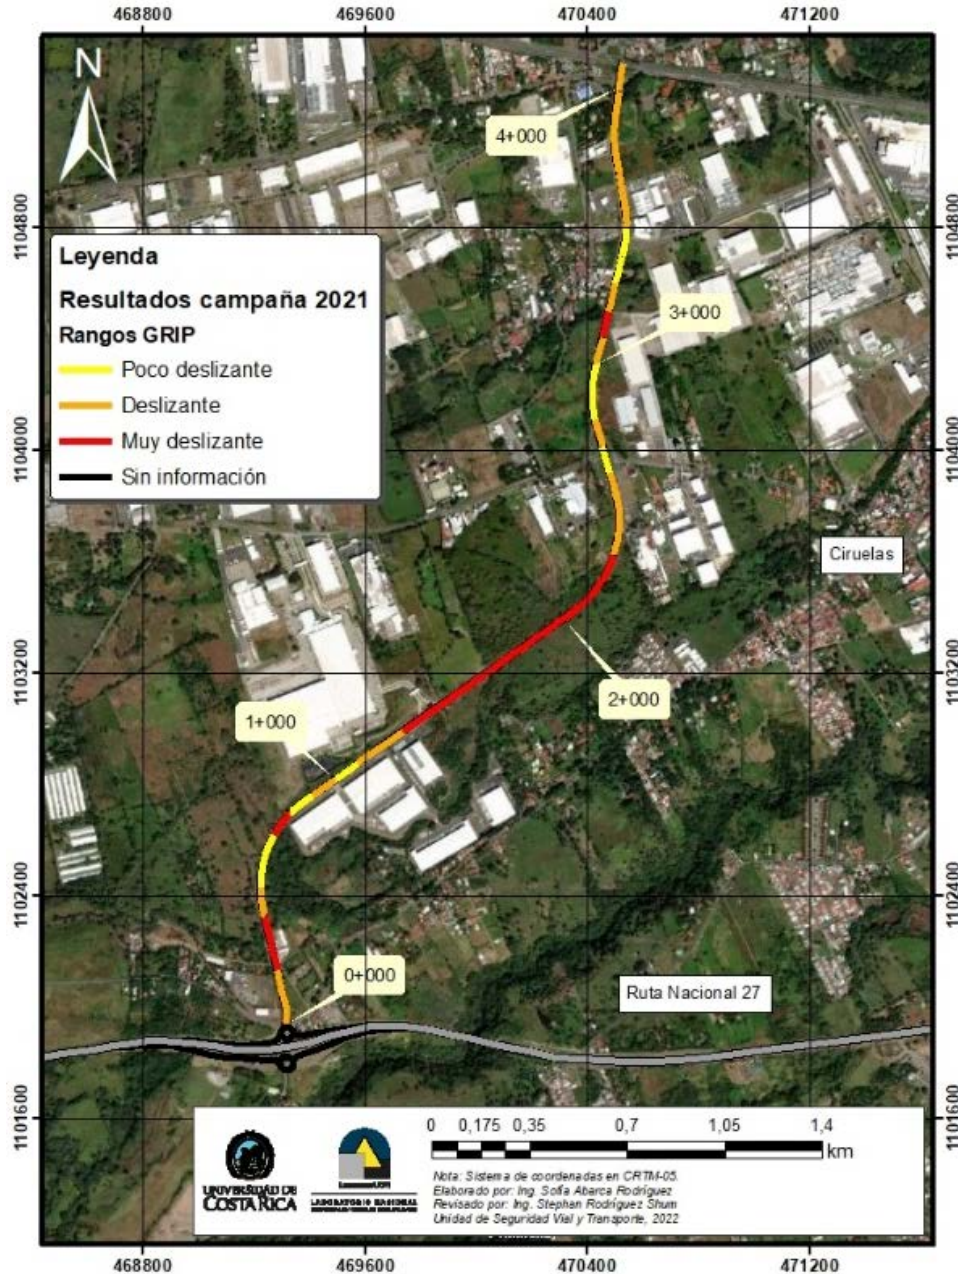 468800 469600 470400 471200
N
4+000
1104800 1104800
Leyenda
Resultados campaña 2021
Rangos GRIP
Poco deslizante
Deslizante
Muy deslizante
Sin información
3+000
1104000 1104000
Ciruelas
1103200 1103200
2+000
1+000
1102400 1102400
0+000
Ruta Nacional 27
1101600 1101600
0 0,175 0,35 0,7 1,05 1,4
km
UNIVERSIDAD DE
COSTA RICA
LanammeUCR
LABORATORIO NACIONAL
Nota: Sistema de coordenadas en CRTM-05.
Elaborado por: Ing. Sofía Abarca Rodríguez
Revisado por: Ing. Stephan Rodríguez Shum
Unidad de Seguridad Vial y Transporte, 2022
468800 469600 470400 471200